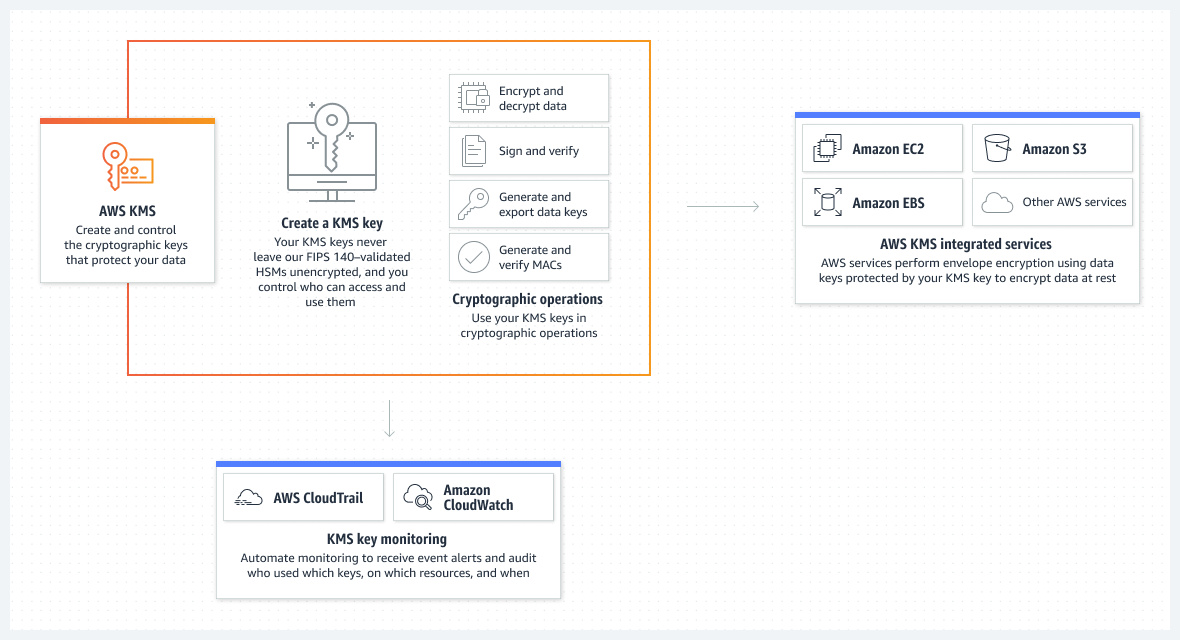 AWS KMS
Create and control
the cryptographic keys
that protect your data
Create a KMS key
Your KMS keys never
leave our FIPS 140–validated
HSMs unencrypted, and you
control who can access and
use them
Encrypt and
decrypt data
Sign and verify
Generate and
export data keys
Generate and
verify MACs
Cryptographic operations
Use your KMS keys in
cryptographic operations
Amazon EC2
Amazon S3
Amazon EBS
Other AWS services
AWS KMS integrated services
AWS services perform envelope encryption using data
keys protected by your KMS key to encrypt data at rest
AWS CloudTrail
Amazon
CloudWatch
KMS key monitoring
Automate monitoring to receive event alerts and audit
who used which keys, on which resources, and when